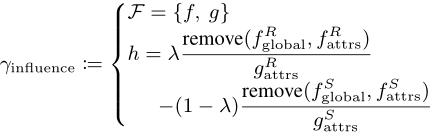 γ_influence := { F = {f, g}
h = λ remove(f^R_global, f^R_attrs) / g^R_attrs
−(1 − λ) remove(f^S_global, f^S_attrs) / g^S_attrs